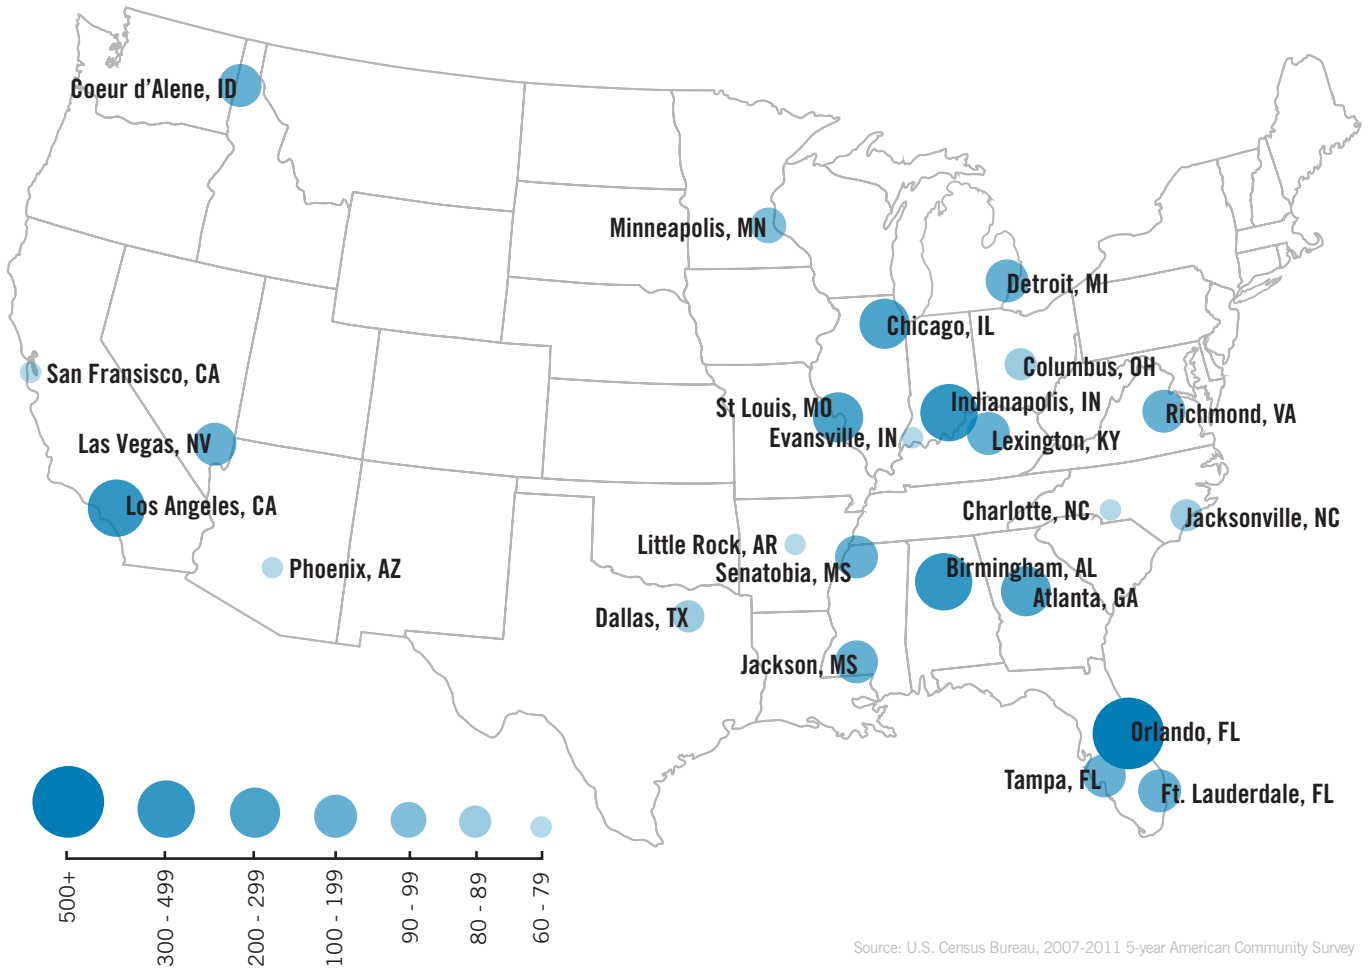 Coeur d'Alene, ID
Minneapolis, MN
Detroit, MI
Chicago, IL
Columbus, OH
San Fransisco, CA
Indianapolis, IN
St Louis, MO
Richmond, VA
Evansville, IN
Lexington, KY
Las Vegas, NV
Los Angeles, CA
Charlotte, NC
Jacksonville, NC
Little Rock, AR
Phoenix, AZ
Senatobia, MS
Birmingham, AL
Atlanta, GA
Dallas, TX
Jackson, MS
Orlando, FL
Tampa, FL
Ft. Lauderdale, FL
500+
300 - 499
200 - 299
100 - 199
90 - 99
80 - 89
60 - 79
Source: U.S. Census Bureau, 2007-2011 5-year American Community Survey